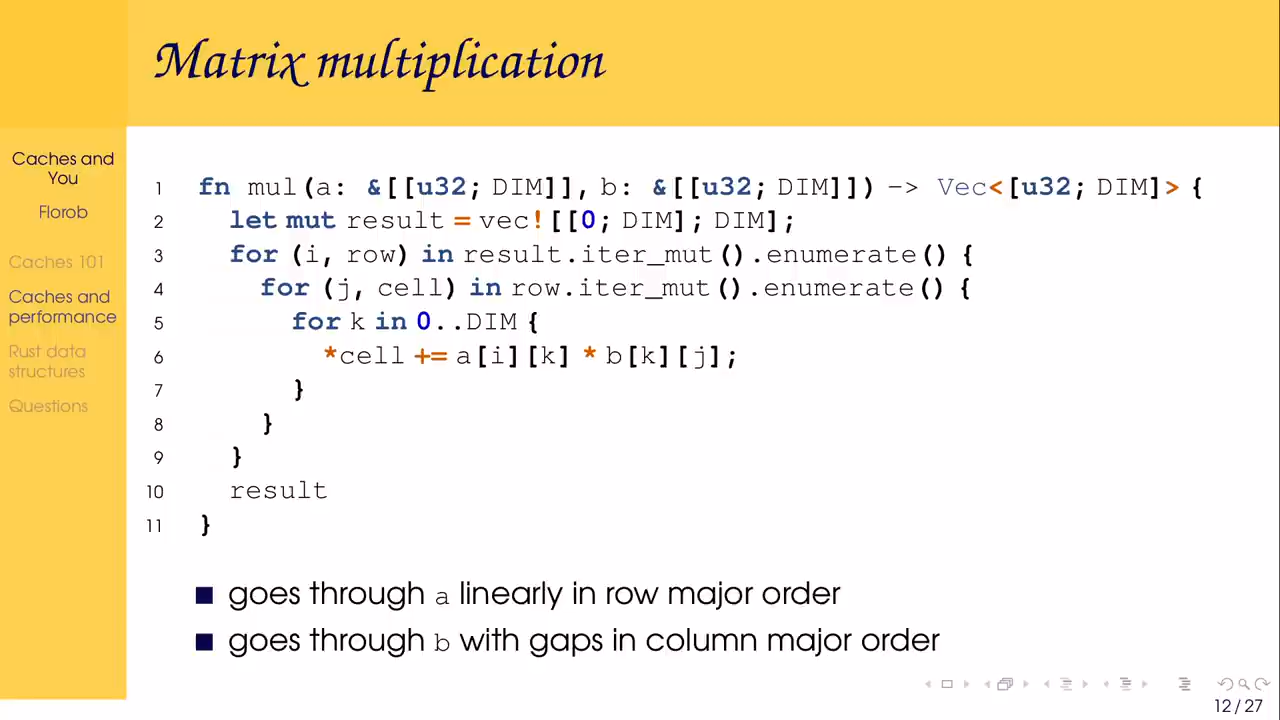 Matrix multiplication
Caches and
You
Florob
Caches 101
Caches and
performance
Rust data
structures
Questions
1 fn mul(a: &[[u32; DIM]], b: &[[u32; DIM]]) -> Vec<[u32; DIM]> {
2 let mut result = vec![[0; DIM]; DIM];
3 for (i, row) in result.iter_mut().enumerate() {
4 for (j, cell) in row.iter_mut().enumerate() {
5 for k in 0..DIM {
6 *cell += a[i][k] * b[k][j];
7 }
8 }
9 }
10 result
11 }
goes through a linearly in row major order
goes through b with gaps in column major order
12 / 27